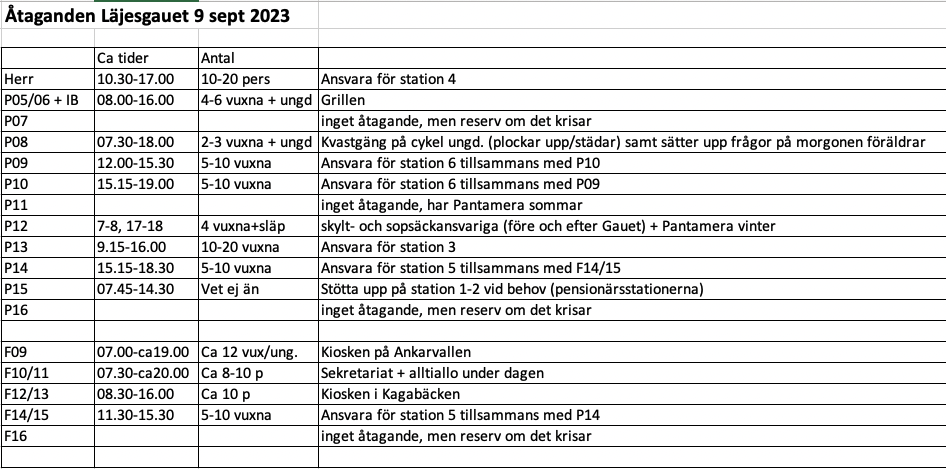 Åtaganden Läjesgauet 9 sept 2023
Ca tider Antal
Herr 10.30-17.00 10-20 pers Ansvara för station 4
P05/06 + IB 08.00-16.00 4-6 vuxna + ungd Grillen
P07 inget åtagande, men reserv om det krisar
P08 07.30-18.00 2-3 vuxna + ungd Kvastgäng på cykel ungd. (plockar upp/städar) samt sätter upp frågor på morgonen föräldrar
P09 12.00-15.30 5-10 vuxna Ansvara för station 6 tillsammans med P10
P10 15.15-19.00 5-10 vuxna Ansvara för station 6 tillsammans med P09
P11 inget åtagande, har Pantamera sommar
P12 7-8, 17-18 4 vuxna+släp skylt- och sopsäckansvariga (före och efter Gauet) + Pantamera vinter
P13 9.15-16.00 10-20 vuxna Ansvara för station 3
P14 15.15-18.30 5-10 vuxna Ansvara för station 5 tillsammans med F14/15
P15 07.45-14.30 Vet ej än Stötta upp på station 1-2 vid behov (pensionärsstationerna)
P16 inget åtagande, men reserv om det krisar
F09 07.00-ca19.00 Ca 12 vux/ung. Kiosken på Ankarvallen
F10/11 07.30-ca20.00 Ca 8-10 p Sekretariat + alltiallo under dagen
F12/13 08.30-16.00 Ca 10 p Kiosken i Kagabäcken
F14/15 11.30-15.30 5-10 vuxna Ansvara för station 5 tillsammans med P14
F16 inget åtagande, men reserv om det krisar